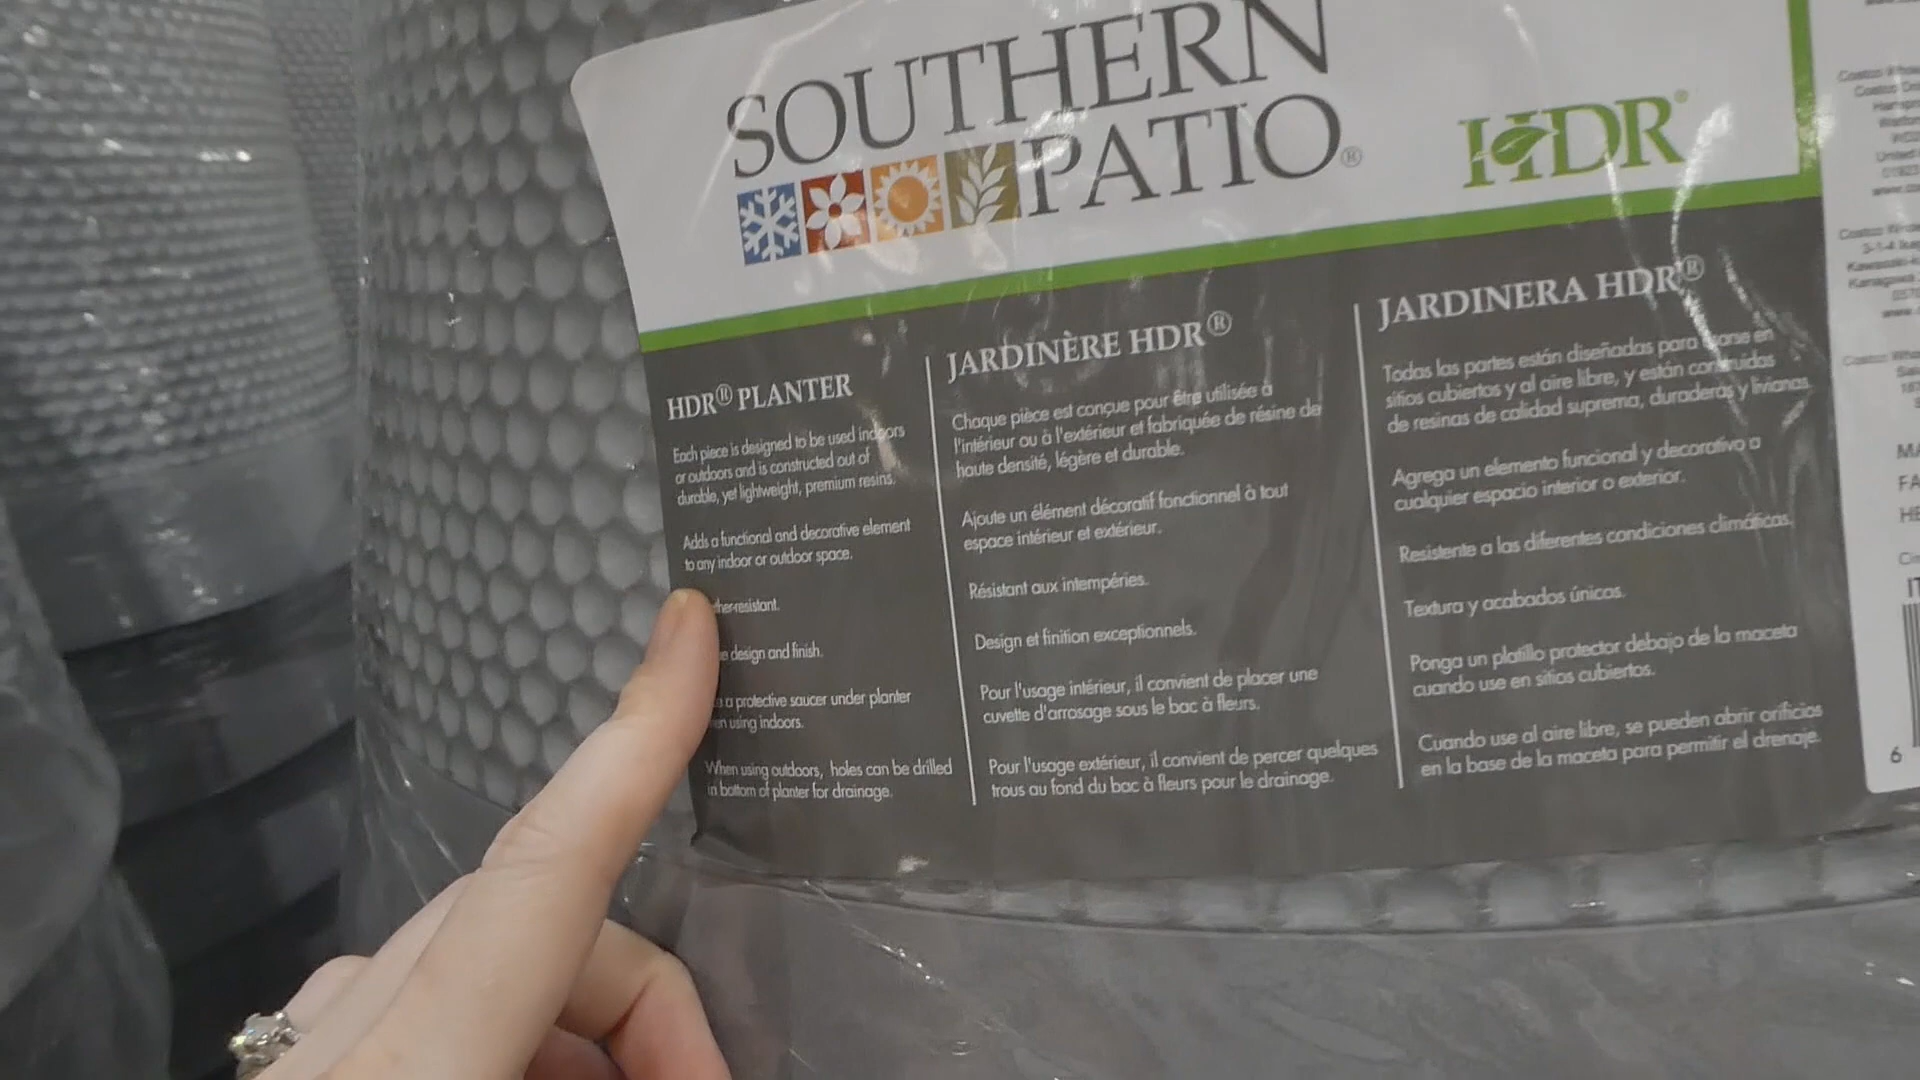 SOUTHERN
PATIO®
HDR®
HDR® PLANTER
Each piece is designed to be used indoors
or outdoors and is constructed out of
durable, yet lightweight, premium resins.
Adds a functional and decorative element
to any indoor or outdoor space.
design and finish.
a protective saucer under planter
using indoors.
When using outdoors, holes can be drilled
in bottom of planter for drainage.
JARDINÈRE HDR®
Chaque pièce est conçue pour être utilisée à
l'intérieur ou à l'extérieur et fabriquée de résine de
haute densité, légère et durable.
Ajoute un élément décoratif fonctionnel à tout
espace intérieur et extérieur.
Résistant aux intempéries.
Design et finition exceptionnels.
Pour l'usage intérieur, il convient de placer une
cuvette d'arrosage sous le bac à fleurs.
Pour l'usage extérieur, il convient de percer quelques
trous au fond du bac à fleurs pour le drainage.
JARDINERA HDR®
Todas las partes están diseñadas para usarse en
sitios cubiertos y al aire libre, y están construidas
de resinas de calidad suprema, duraderas y livianas.
Agrega un elemento funcional y decorativo a
cualquier espacio interior o exterior.
Resistente a las diferentes condiciones climáticas.
Textura y acabados únicos.
Ponga un platillo protector debajo de la maceta
cuando use en sitios cubiertos.
Cuando use al aire libre, se pueden abrir orificios
en la base de la maceta para permitir el drenaje.
6